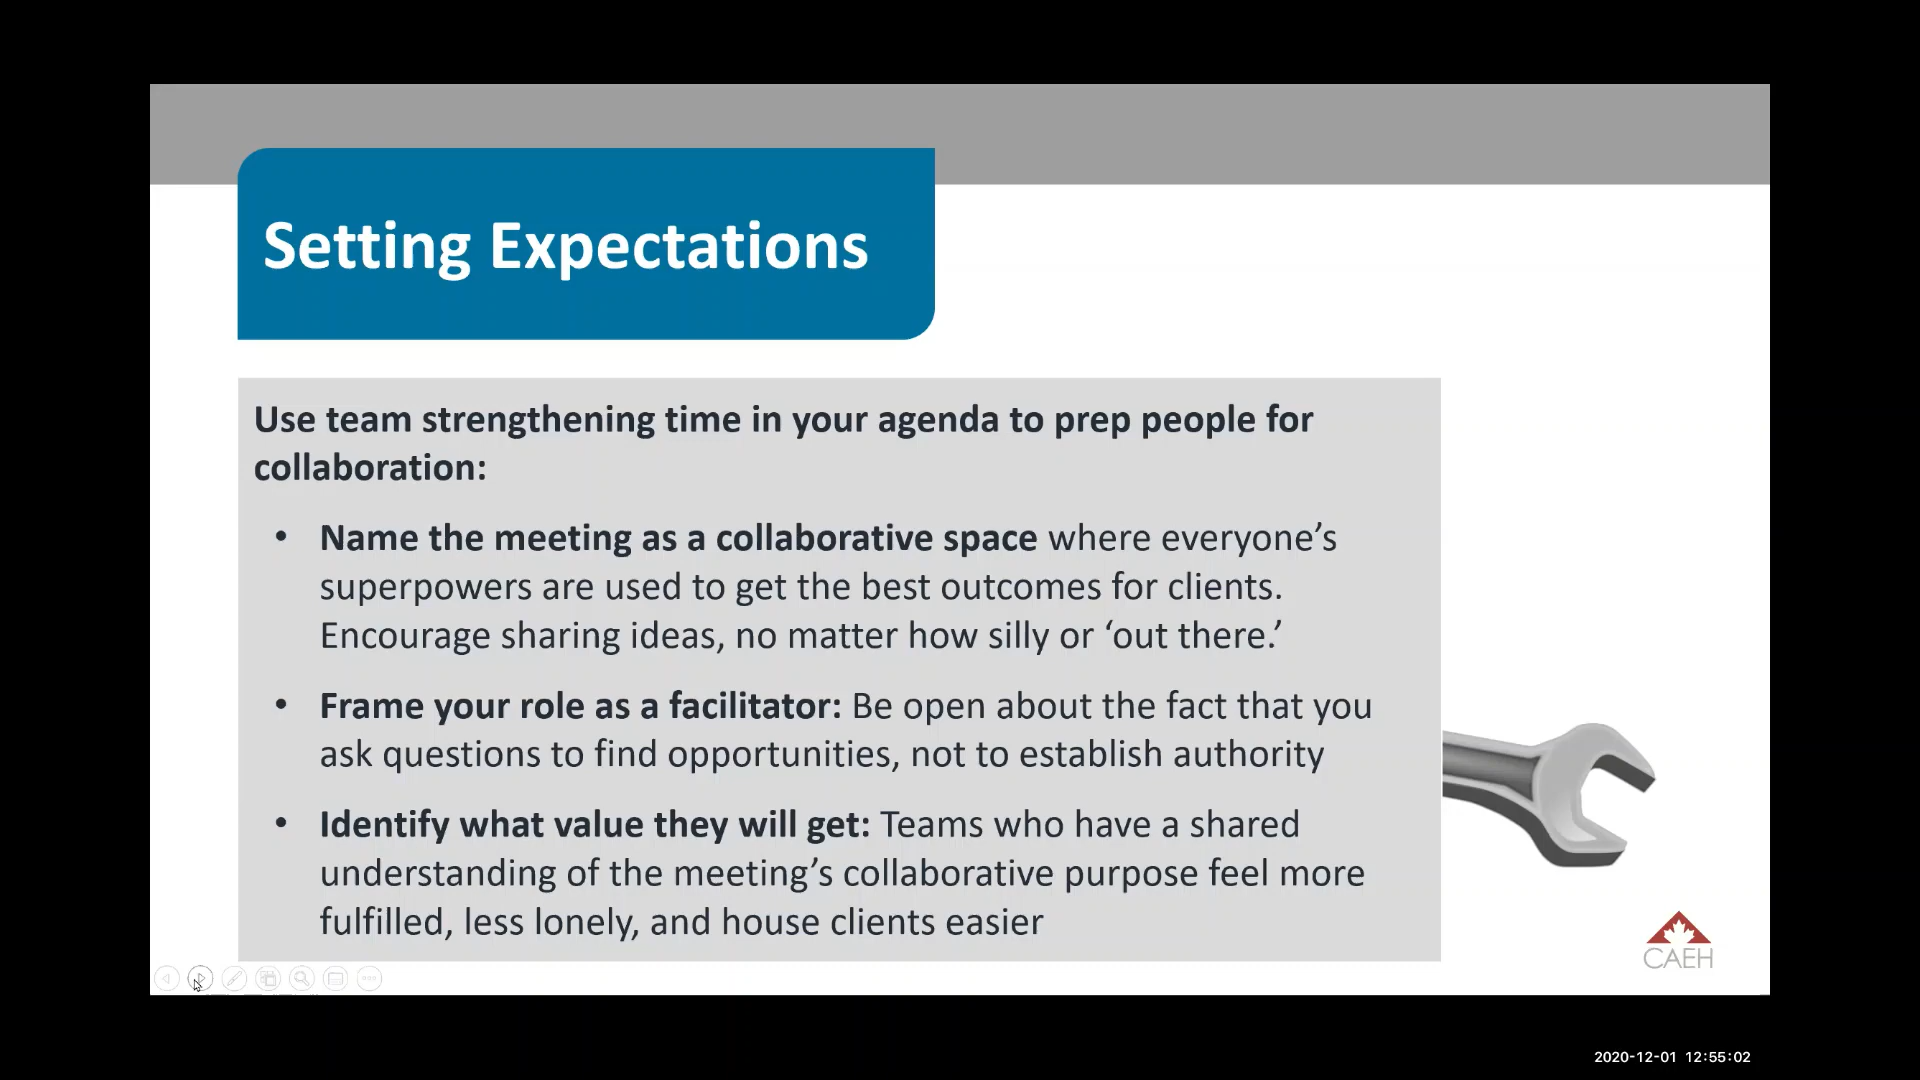 Setting Expectations
Use team strengthening time in your agenda to prep people for
collaboration:
• Name the meeting as a collaborative space where everyone’s
superpowers are used to get the best outcomes for clients.
Encourage sharing ideas, no matter how silly or ‘out there.’
• Frame your role as a facilitator: Be open about the fact that you
ask questions to find opportunities, not to establish authority
• Identify what value they will get: Teams who have a shared
understanding of the meeting’s collaborative purpose feel more
fulfilled, less lonely, and house clients easier
CAEH
2020-12-01 12:55:02